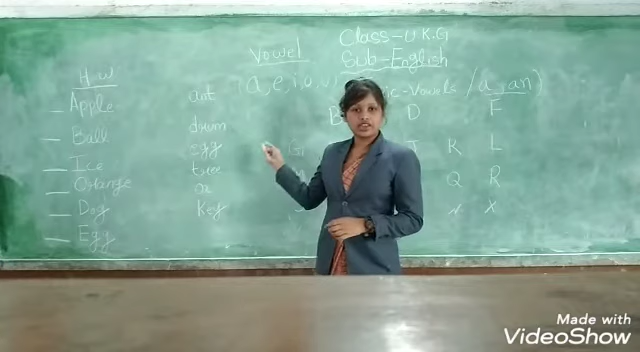 Class-U.K.G
Sub-English
Vowel
(a, e, i, o, u)
-Vowels / a, an)
H.w
_ Apple
_ Ball
_ Ice
_ Orange
_ Dog
_ Egg
ant
drum
egg
tree
Key
B D F
G L
K
Q R
X
Made with
VideoShow